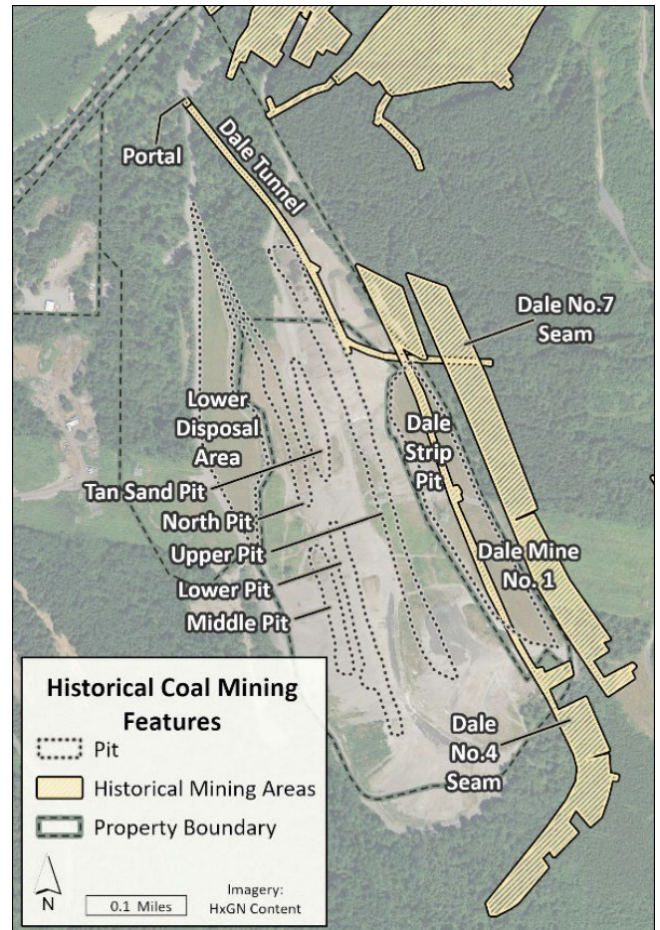 Portal
Dale Tunnel
Dale No.7
Seam
Lower
Disposal
Area
Dale
Strip
Pit
Tan Sand Pit
North Pit
Upper Pit
Dale Mine
No. 1
Lower Pit
Middle Pit
Dale
No.4
Seam
Historical Coal Mining
Features
Pit
Historical Mining Areas
Property Boundary
N
0.1 Miles
Imagery:
HxGN Content